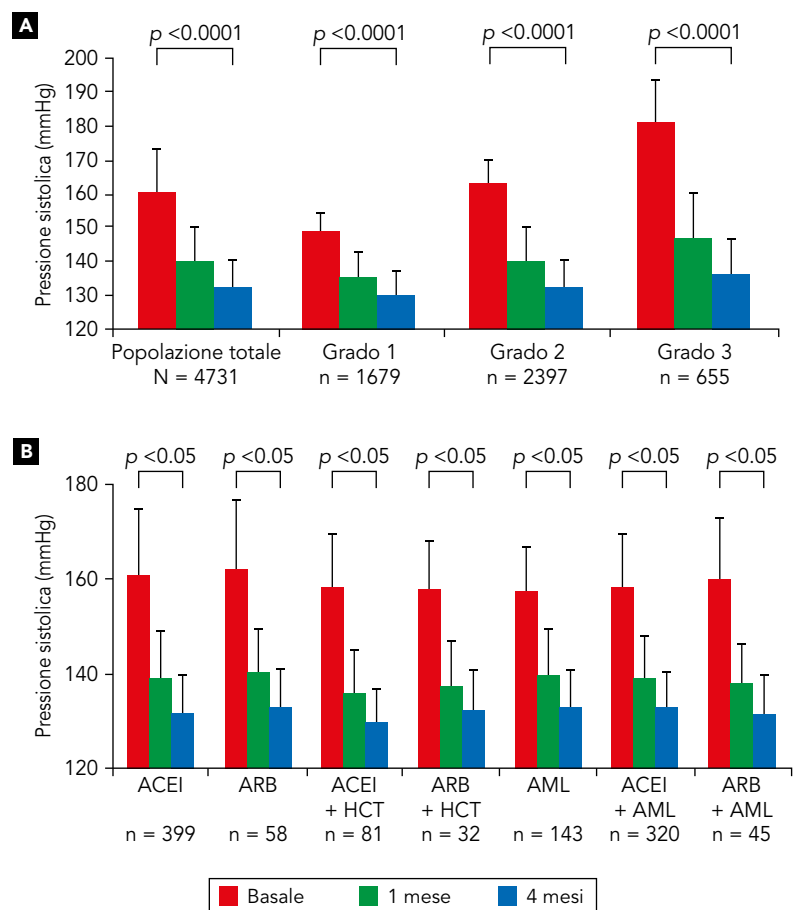 A
p <0.0001 p <0.0001 p <0.0001 p <0.0001
Pressione sistolica (mmHg)
200
190
180
170
160
150
140
130
120
Popolazione totale Grado 1 Grado 2 Grado 3
N = 4731 n = 1679 n = 2397 n = 655
B
p <0.05 p <0.05 p <0.05 p <0.05 p <0.05 p <0.05 p <0.05
Pressione sistolica (mmHg)
180
160
140
120
ACEI ARB ACEI ARB AML ACEI ARB
+ HCT + HCT + AML + AML
n = 399 n = 58 n = 81 n = 32 n = 143 n = 320 n = 45
Basale 1 mese 4 mesi